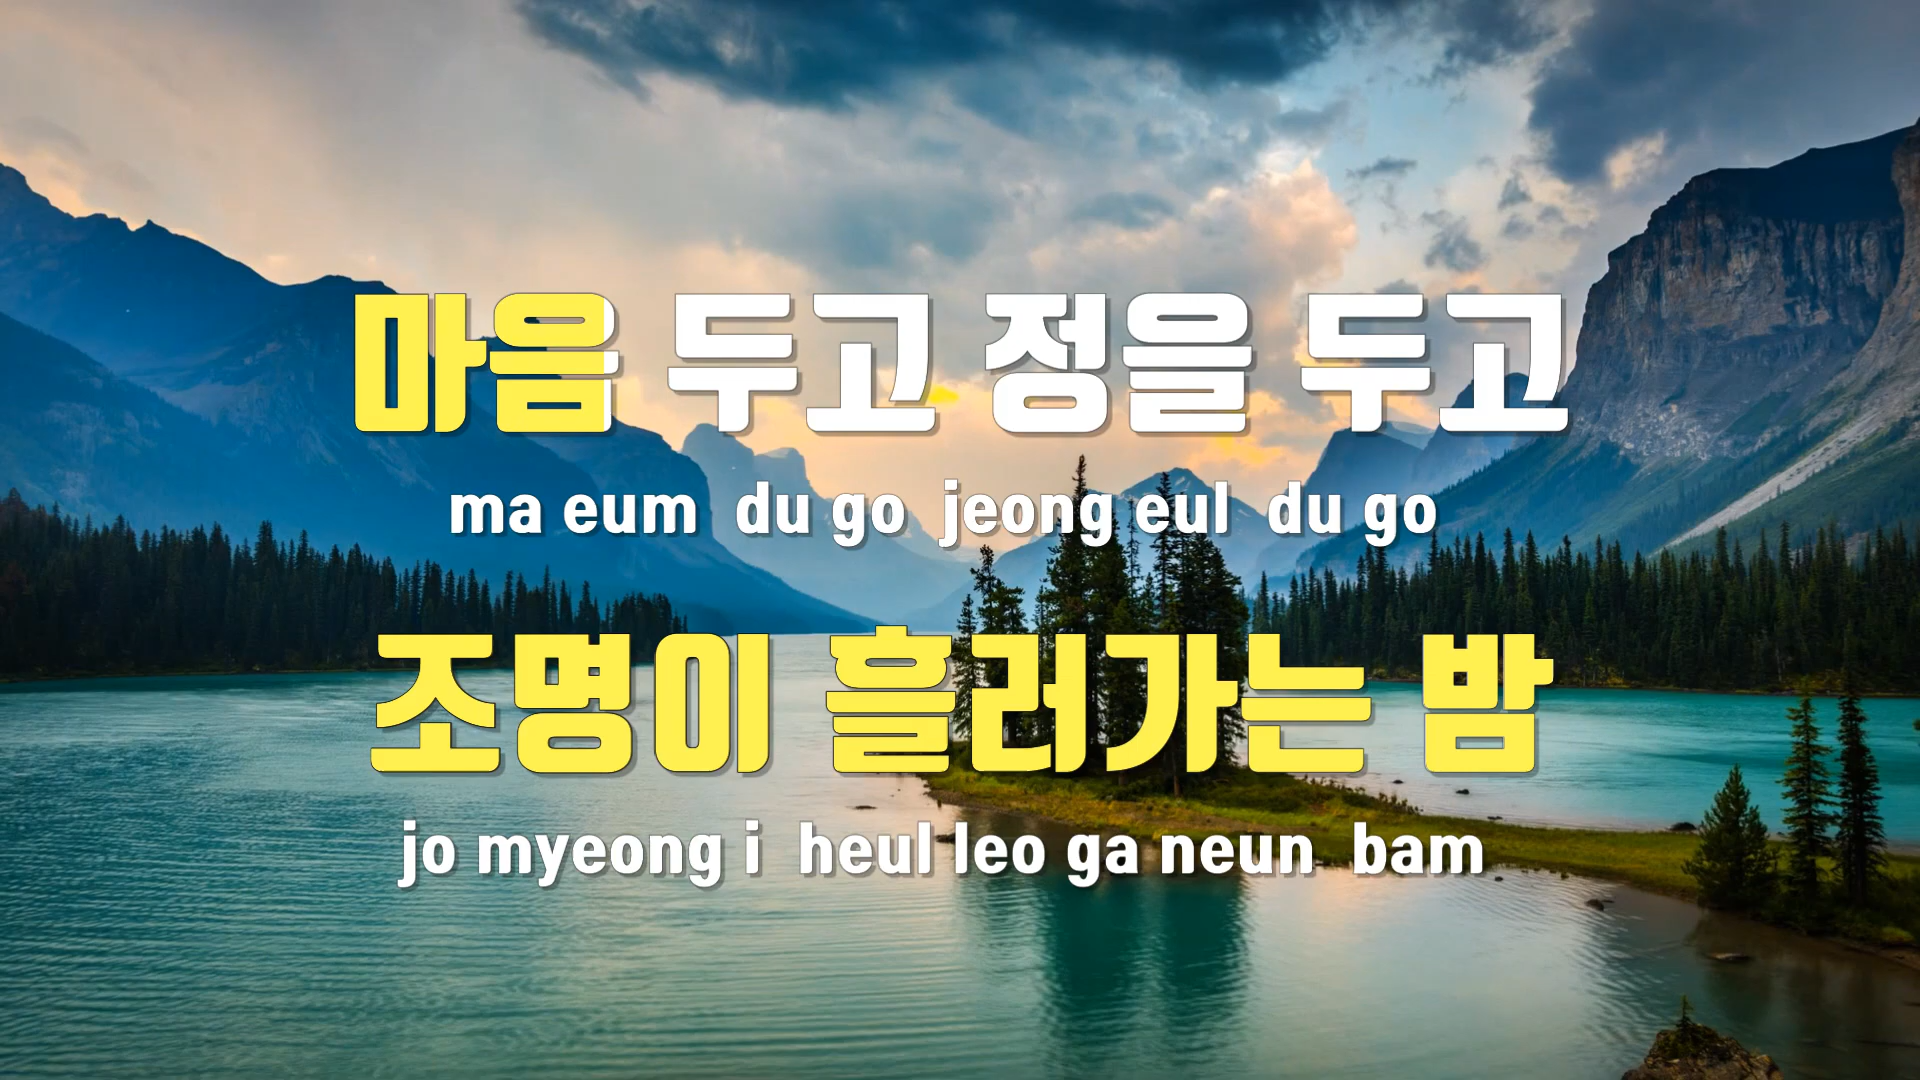 마음 두고 정을 두고
ma eum du go jeong eul du go
조명이 흘러가는 밤
jo myeong i heul leo ga neun bam